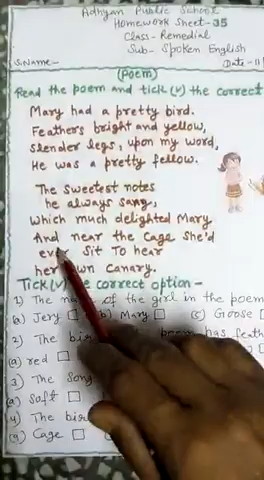 Adhyan Public School
Homework Sheet-35
Class- Remedial
Sub- Spoken English
S.Name-
Date-11
(Poem)
Read the poem and tick (✓) the correct
Mary had a pretty bird.
Feathers bright and yellow,
Slender legs, upon my word,
He was a pretty fellow.
The Sweetest notes
he always sang,
Which much delighted Mary
And near the Cage She'd
sit To hear
her own Canary.
Tick (✓) correct option-
1) The of the girl in the poem
(a) Jery b) Mary (c) Goose
2) The poem has
(a) red
3) The Song
(a) Soft
4) The
(a) Cage